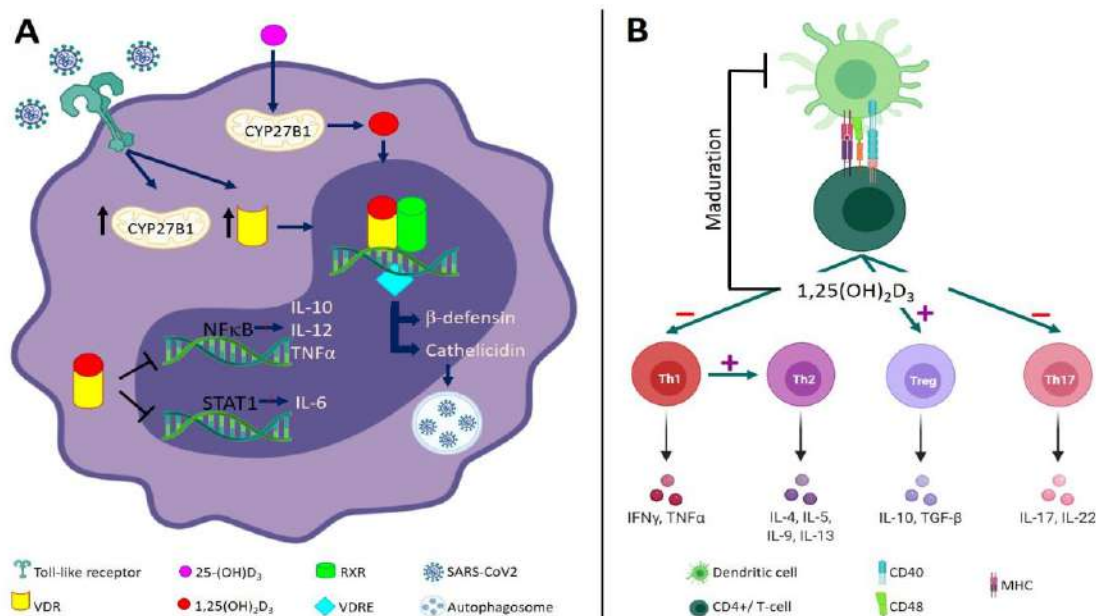 A
CYP27B1
CYP27B1
IL-10
NFκB
IL-12
TNFα
β-defensin
Cathelicidin
STAT1
IL-6
Toll-like receptor
25-(OH)D₃
RXR
SARS-CoV2
VDR
1,25(OH)₂D₃
VDRE
Autophagosome
B
Maduration
1,25(OH)₂D₃
−
+
−
Th1
+
Th2
Treg
Th17
IFNγ, TNFα
IL-4, IL-5,
IL-9, IL-13
IL-10, TGF-β
IL-17, IL-22
Dendritic cell
CD40
MHC
CD4+/ T-cell
CD48